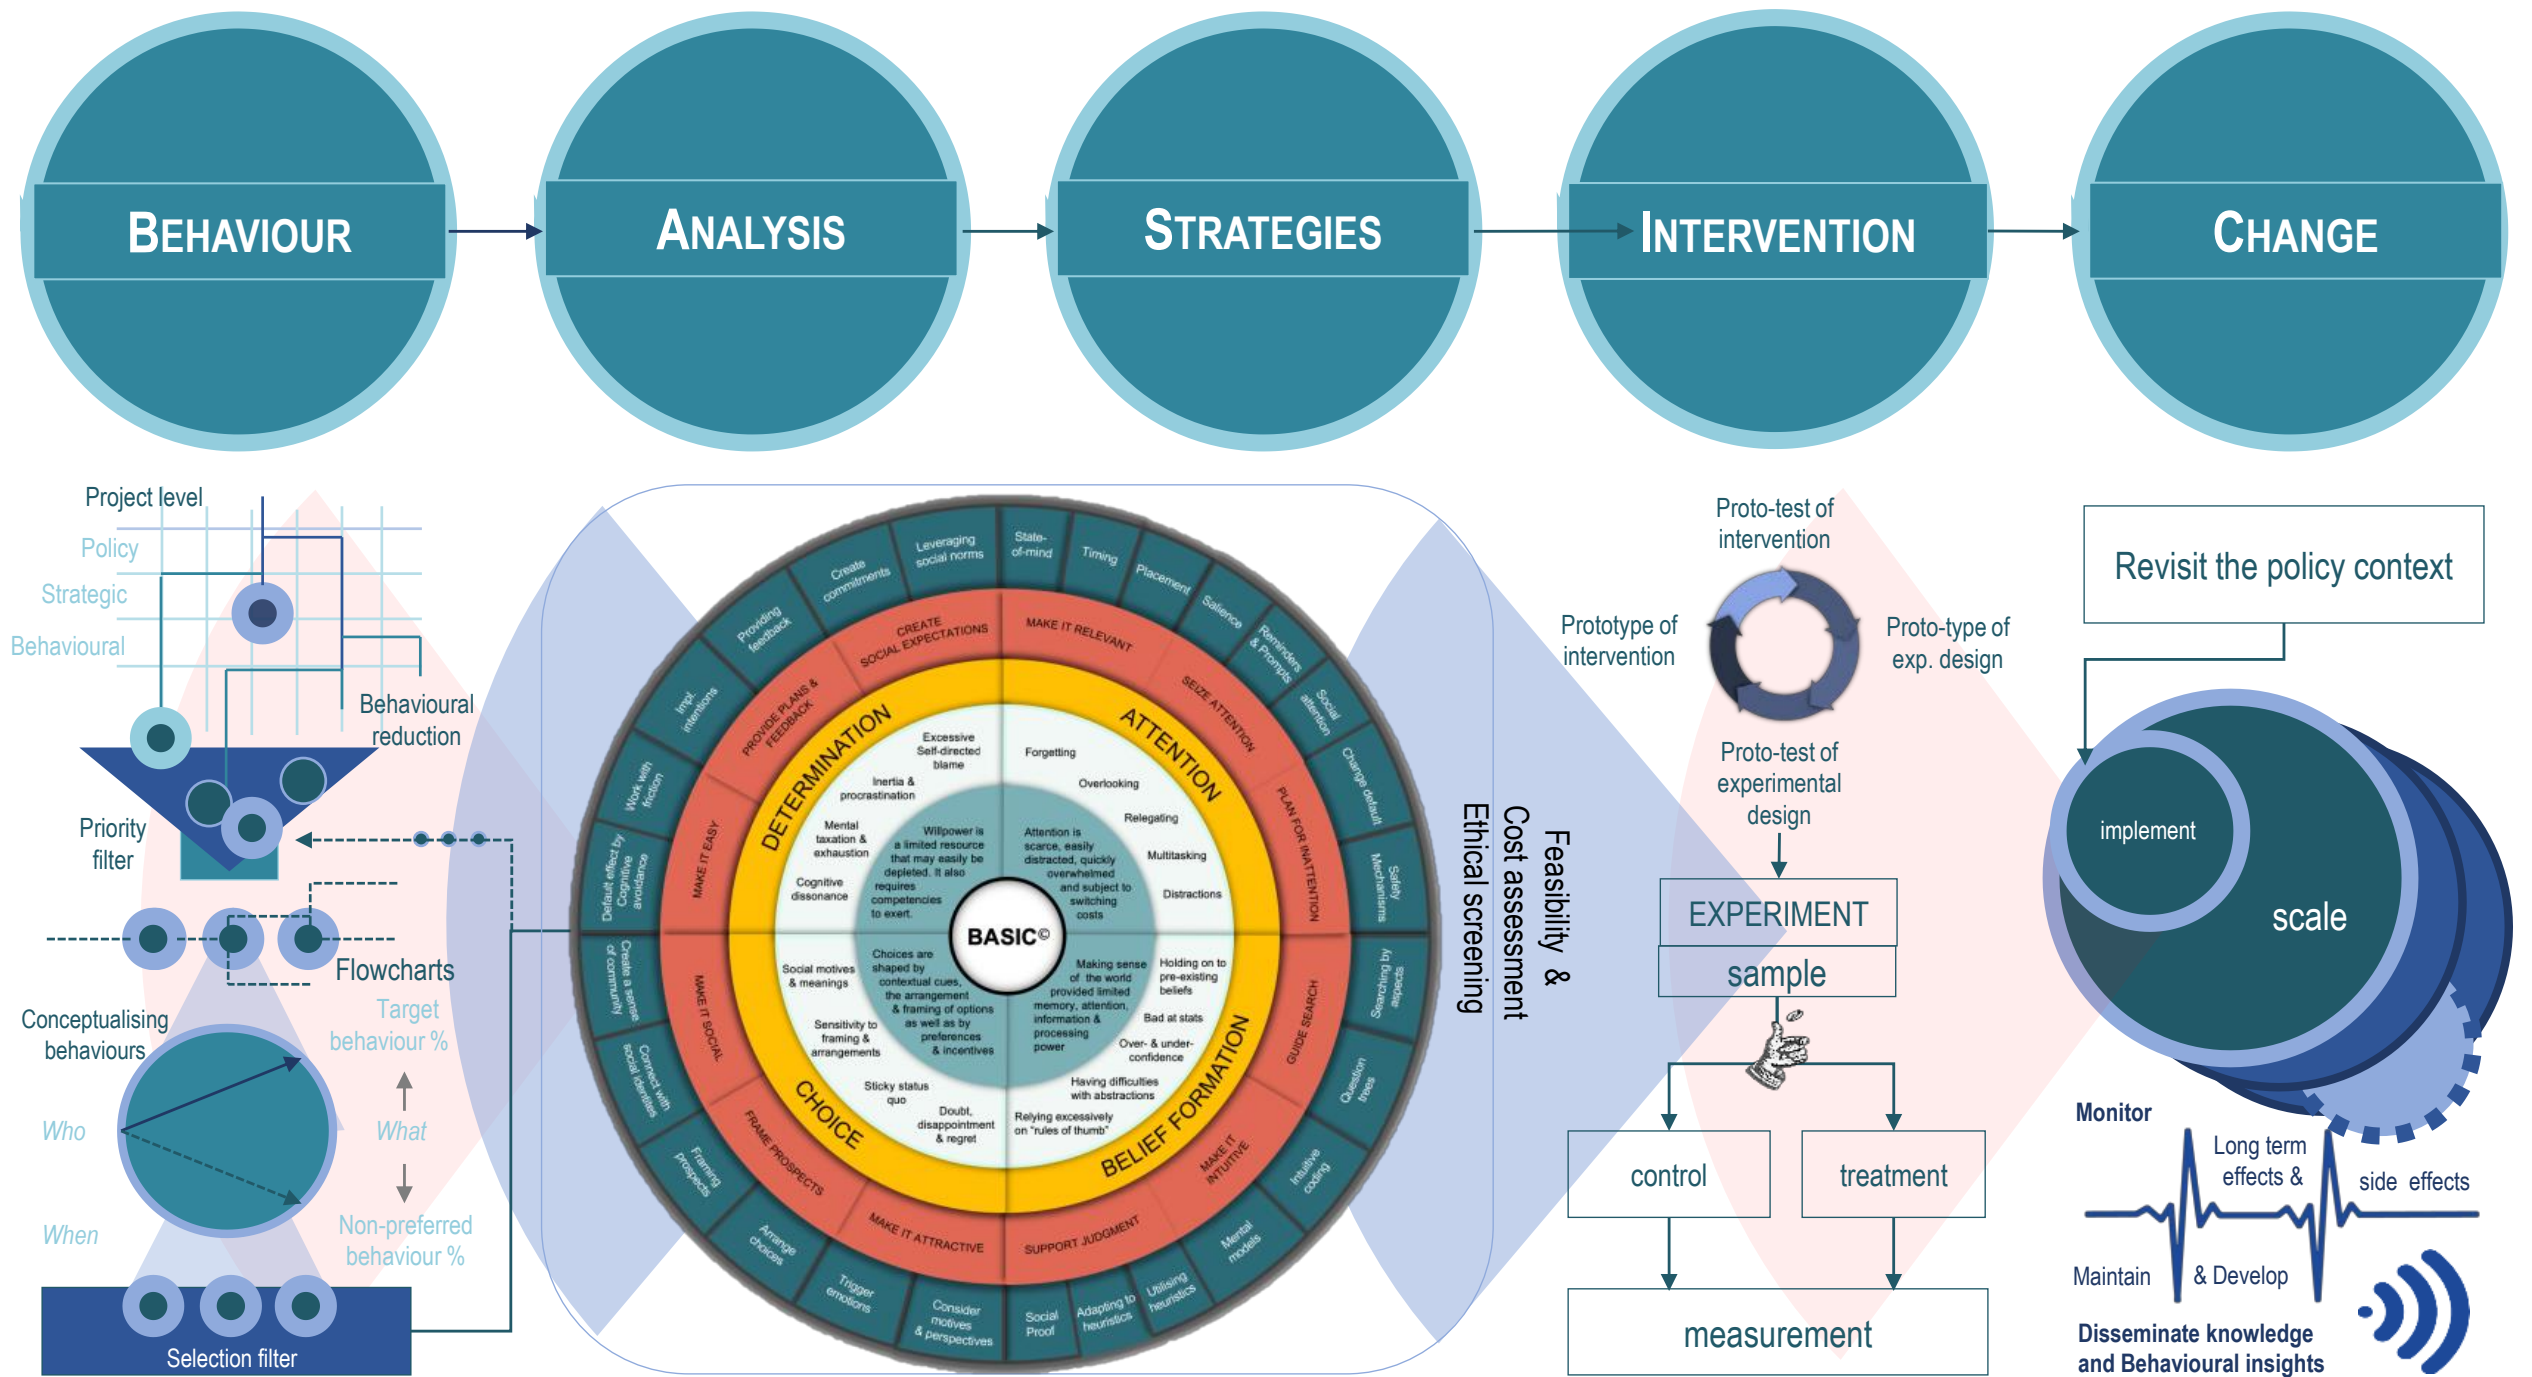 BEHAVIOUR
ANALYSIS
STRATEGIES
INTERVENTION
CHANGE
Project level
Policy
Strategic
Behavioural
Behavioural
reduction
Priority
filter
Flowcharts
Conceptualising
behaviours
Target
behaviour %
Who
What
When
Non-preferred
behaviour %
Selection filter
State-
of-mind
Timing
Placement
Salience
Reminders
& Prompts
Social
attention
Change default
Safety
Mechanisms
Searching by
aspects
Question
trees
Intuitive
coding
Mental
models
Utilising
heuristics
Adapting to
heuristics
Social
Proof
Consider
motives
& perspectives
Trigger
emotions
Arrange
choices
Framing
prospects
Connect with
social identites
Create a sense
of community
Default effect by
Cognitive
avoidance
Work with
friction
Impl.
intentions
Providing
feedback
Create
commitments
Leveraging
social norms
MAKE IT RELEVANT
SEIZE ATTENTION
PLAN FOR INATTENTION
GUIDE SEARCH
MAKE IT
INTUITIVE
SUPPORT JUDGMENT
MAKE IT ATTRACTIVE
FRAME PROSPECTS
MAKE IT SOCIAL
MAKE IT EASY
PROVIDE PLANS &
FEEDBACK
CREATE
SOCIAL EXPECTATIONS
DETERMINATION
ATTENTION
BELIEF FORMATION
CHOICE
Excessive
Self-directed
blame
Inertia &
procrastination
Mental
taxation &
exhaustion
Cognitive
dissonance
Forgetting
Overlooking
Relegating
Multitasking
Distractions
Holding on to
pre-existing
beliefs
Bad at stats
Over- & under-
confidence
Having difficulties
with abstractions
Relying excessively
on "rules of thumb"
Social motives
& meanings
Sensitivity to
framing &
arrangements
Sticky status
quo
Doubt,
disappointment
& regret
Willpower is
a limited resource
that may easily be
depleted. It also
requires
competencies
to exert.
Attention is
scarce, easily
distracted, quickly
overwhelmed
and subject to
switching
costs
Choices are
shaped by
contextual cues,
the arrangement
& framing of options
as well as by
preferences
& incentives
Making sense
of the world
provided limited
memory, attention,
information &
processing
power
BASIC©
Feasibility &
Cost assessment
Ethical screening
Proto-test of
intervention
Prototype of
intervention
Proto-type of
exp. design
Proto-test of
experimental
design
EXPERIMENT
sample
control
treatment
measurement
Revisit the policy context
implement
scale
Monitor
Long term
effects &
side effects
Maintain
& Develop
Disseminate knowledge
and Behavioural insights